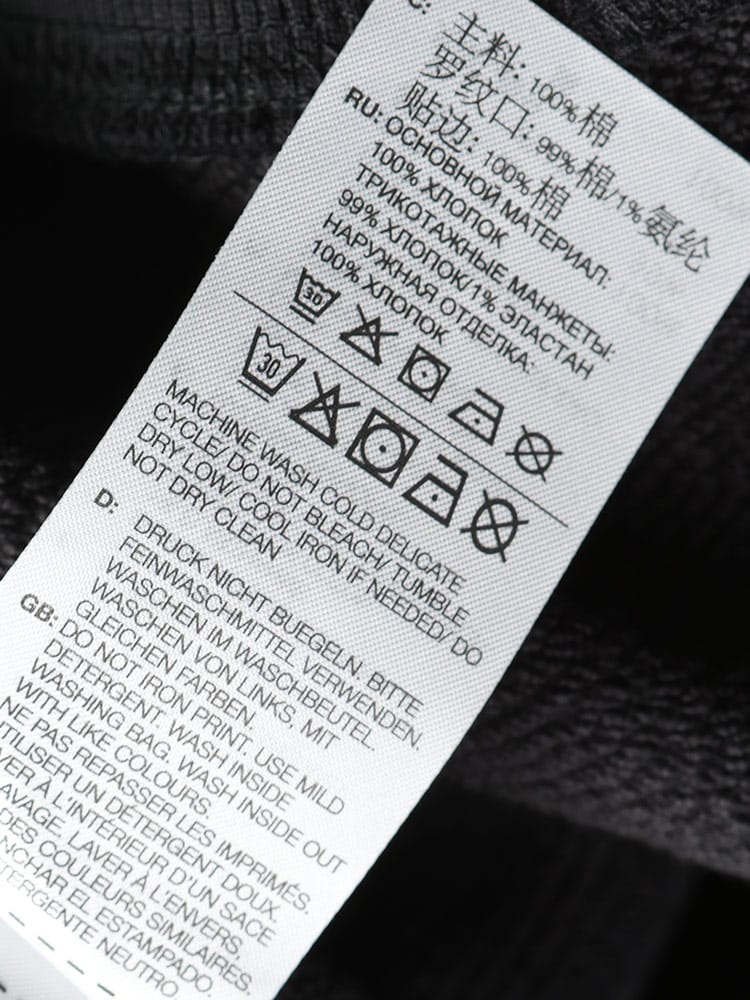 C:
主料: 100%棉
罗纹口: 99%棉/1%氨纶
贴边: 100%棉
RU: ОСНОВНОЙ МАТЕРИАЛ:
100% ХЛОПОК
ТРИКОТАЖНЫЕ МАНЖЕТЫ:
99% ХЛОПОК/1% ЭЛАСТАН
НАРУЖНАЯ ОТДЕЛКА:
100% ХЛОПОК
30
30
MACHINE WASH COLD DELICATE
CYCLE/ DO NOT BLEACH/ TUMBLE
DRY LOW/ COOL IRON IF NEEDED/ DO
NOT DRY CLEAN
D: DRUCK NICHT BUEGELN. BITTE
FEINWASCHMITTEL VERWENDEN.
WASCHEN IM WASCHBEUTEL.
WASCHEN VON LINKS, MIT
GLEICHEN FARBEN.
GB: DO NOT IRON PRINT. USE MILD
DETERGENT. WASH INSIDE
WASHING BAG. WASH INSIDE OUT
WITH LIKE COLOURS.
NE PAS REPASSER LES IMPRIMÉS.
UTILISER UN DÉTERGENT DOUX
VER À L'INTÉRIEUR D'UN SACE
AVAGE. LAVER À L'ENVERS
DES COULEURS SIMILAIRES.
NCHAR EL ESTAMPADO.
TERGENTE NEUTRO.